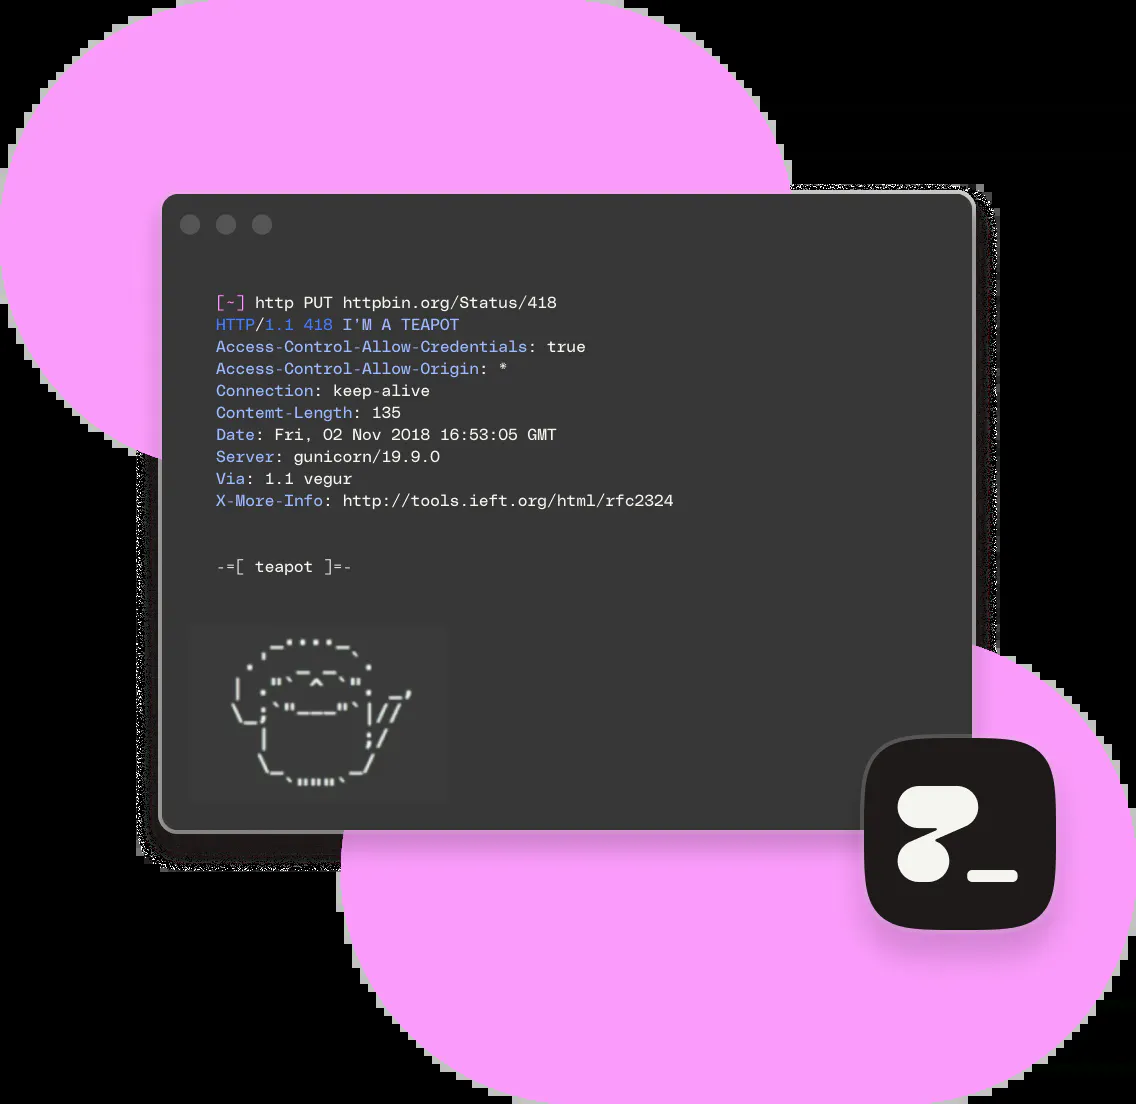 [~] http PUT httpbin.org/Status/418
HTTP/1.1 418 I'M A TEAPOT
Access-Control-Allow-Credentials: true
Access-Control-Allow-Origin: *
Connection: keep-alive
Contemt-Length: 135
Date: Fri, 02 Nov 2018 16:53:05 GMT
Server: gunicorn/19.9.0
Via: 1.1 vegur
X-More-Info: http://tools.ieft.org/html/rfc2324
-=[ teapot ]=-